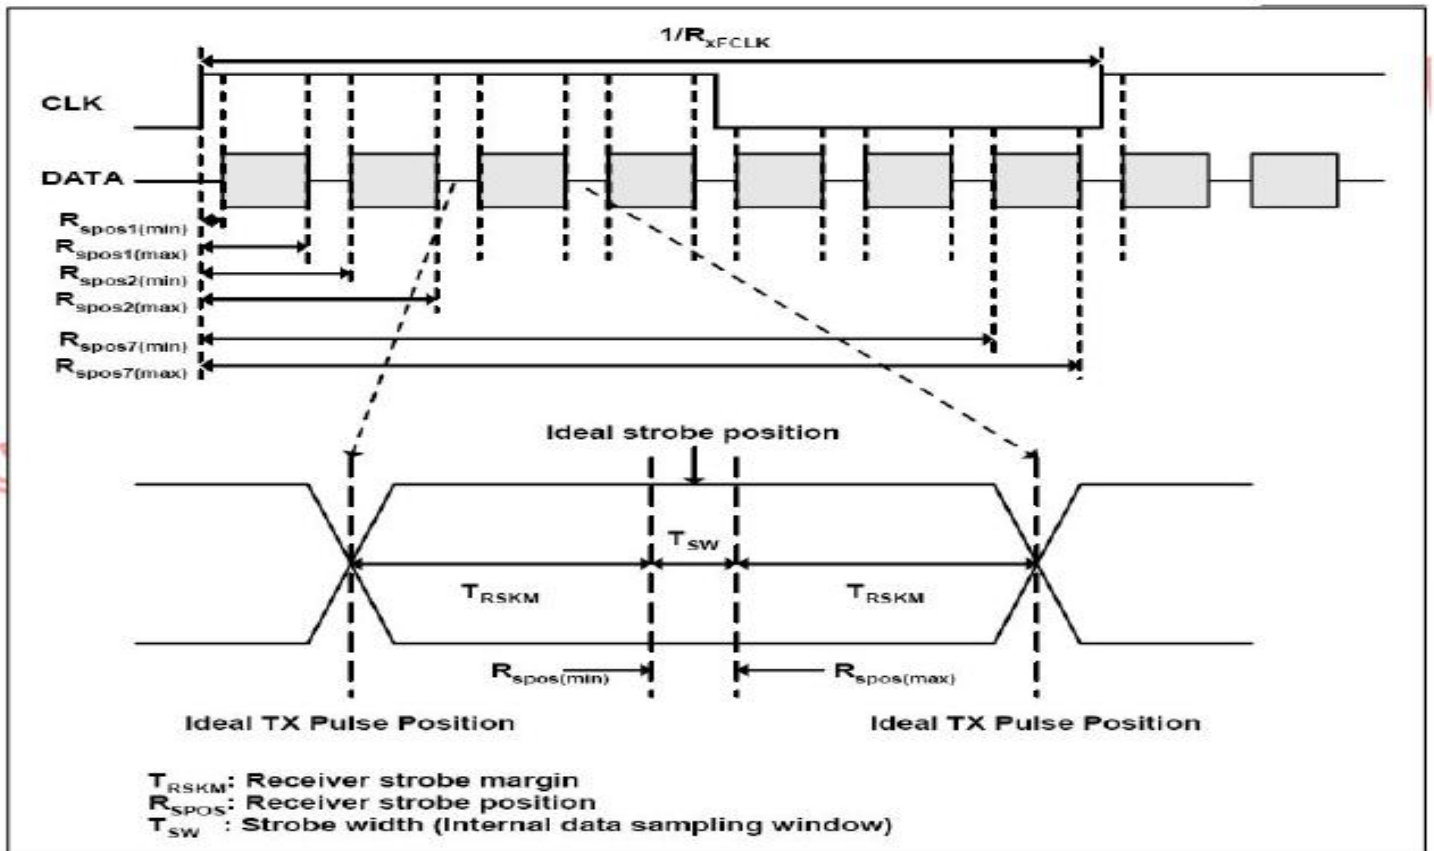 1/RxFCLK
CLK
DATA
Rspos1(min)
Rspos1(max)
Rspos2(min)
Rspos2(max)
Rspos7(min)
Rspos7(max)
Ideal strobe position
TSW
TRSKM TRSKM
Rspos(min) Rspos(max)
Ideal TX Pulse Position Ideal TX Pulse Position
TRSKM: Receiver strobe margin
RSPOS: Receiver strobe position
TSW : Strobe width (Internal data sampling window)